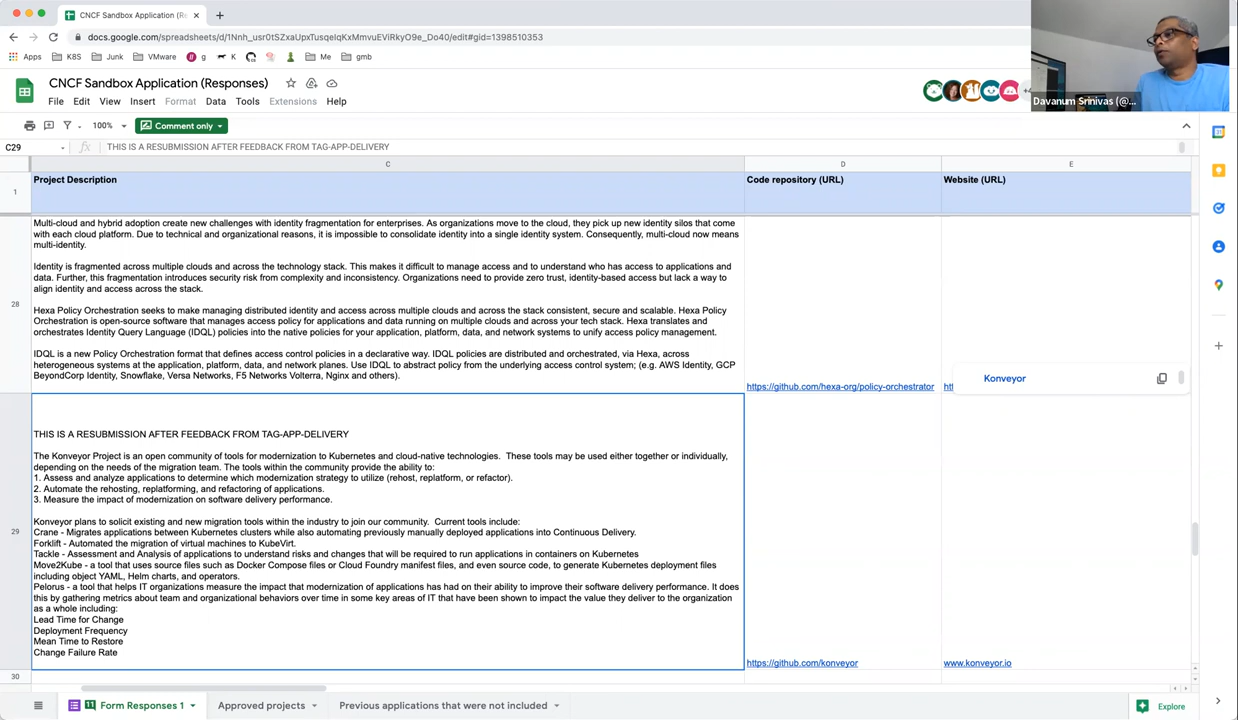 CNCF Sandbox Application (Re
docs.google.com/spreadsheets/d/1Nnh_usr0tSZxaUpxTusqeIqKxMmvuEViRkyO9e_Do40/edit#gid=1398510353
Apps K8S Junk VMware g K Me gmb
CNCF Sandbox Application (Responses)
File Edit View Insert Format Data Tools Extensions Help
Davanum Srinivas (@...
100% Comment only
C29 fx THIS IS A RESUBMISSION AFTER FEEDBACK FROM TAG-APP-DELIVERY
C D E
1 Project Description Code repository (URL) Website (URL)
Multi-cloud and hybrid adoption create new challenges with identity fragmentation for enterprises. As organizations move to the cloud, they pick up new identity silos that come
with each cloud platform. Due to technical and organizational reasons, it is impossible to consolidate identity into a single identity system. Consequently, multi-cloud now means
multi-identity.
Identity is fragmented across multiple clouds and across the technology stack. This makes it difficult to manage access and to understand who has access to applications and
data. Further, this fragmentation introduces security risk from complexity and inconsistency. Organizations need to provide zero trust, identity-based access but lack a way to
align identity and access across the stack.
28
Hexa Policy Orchestration seeks to make managing distributed identity and access across multiple clouds and across the stack consistent, secure and scalable. Hexa Policy
Orchestration is open-source software that manages access policy for applications and data running on multiple clouds and across your tech stack. Hexa translates and
orchestrates Identity Query Language (IDQL) policies into the native policies for your application, platform, data, and network systems to unify access policy management.
IDQL is a new Policy Orchestration format that defines access control policies in a declarative way. IDQL policies are distributed and orchestrated, via Hexa, across
heterogeneous systems at the application, platform, data, and network planes. Use IDQL to abstract policy from the underlying access control system; (e.g. AWS Identity, GCP
BeyondCorp Identity, Snowflake, Versa Networks, F5 Networks Volterra, Nginx and others).
https://github.com/hexa-org/policy-orchestrator htt
Konveyor
THIS IS A RESUBMISSION AFTER FEEDBACK FROM TAG-APP-DELIVERY
The Konveyor Project is an open community of tools for modernization to Kubernetes and cloud-native technologies. These tools may be used either together or individually,
depending on the needs of the migration team. The tools within the community provide the ability to:
1. Assess and analyze applications to determine which modernization strategy to utilize (rehost, replatform, or refactor).
2. Automate the rehosting, replatforming, and refactoring of applications.
3. Measure the impact of modernization on software delivery performance.
Konveyor plans to solicit existing and new migration tools within the industry to join our community. Current tools include:
29
Crane - Migrates applications between Kubernetes clusters while also automating previously manually deployed applications into Continuous Delivery.
Forklift - Automated the migration of virtual machines to KubeVirt.
Tackle - Assessment and Analysis of applications to understand risks and changes that will be required to run applications in containers on Kubernetes
Move2Kube - a tool that uses source files such as Docker Compose files or Cloud Foundry manifest files, and even source code, to generate Kubernetes deployment files
including object YAML, Helm charts, and operators.
Pelorus - a tool that helps IT organizations measure the impact that modernization of applications has had on their ability to improve their software delivery performance. It does
this by gathering metrics about team and organizational behaviors over time in some key areas of IT that have been shown to impact the value they deliver to the organization
as a whole including:
Lead Time for Change
Deployment Frequency
Mean Time to Restore
Change Failure Rate
https://github.com/konveyor www.konveyor.io
30
11 Form Responses 1 Approved projects Previous applications that were not included Explore